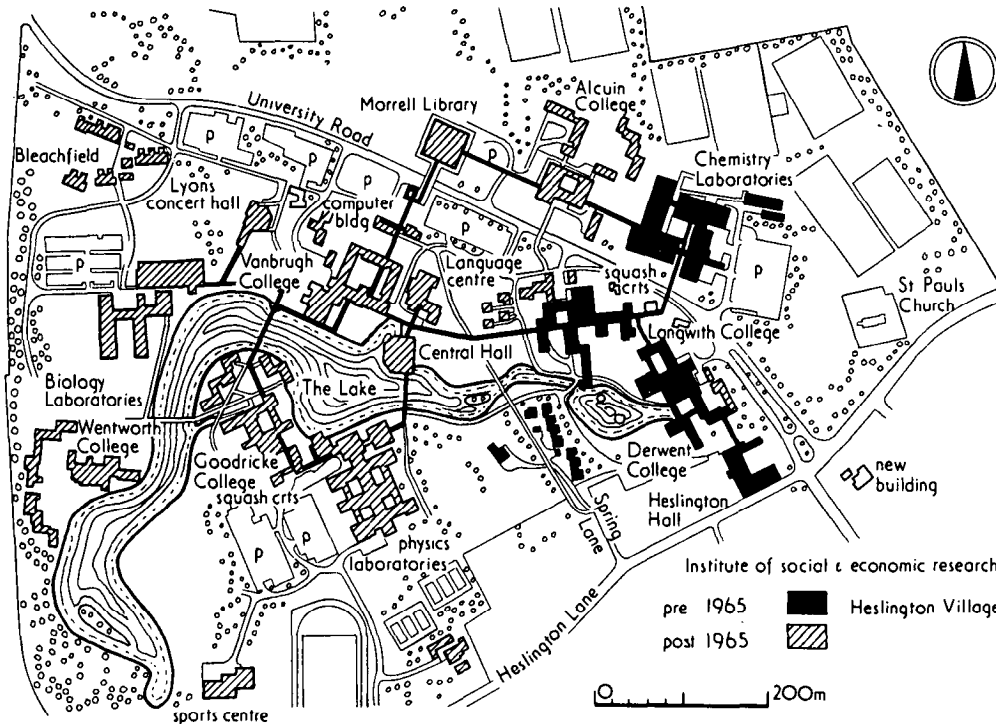 University Road
Morrell Library
Alcuin
College
Bleachfield
P
P
P
Lyons
concert hall
computer
bldg
P
Chemistry
Laboratories
P
Vanbrugh
College
Language
centre
squash
crts
P
P
St Pauls
Church
Langwith College
Central Hall
The Lake
Biology
Laboratories
Wentworth
College
Goodricke
College
squash crts
Derwent
College
Heslington
Hall
new
building
P
P
physics
laboratories
Spring
Lane
Heslington Lane
sports centre
Institute of social & economic research
pre 1965
Heslington Village
post 1965
0
200m